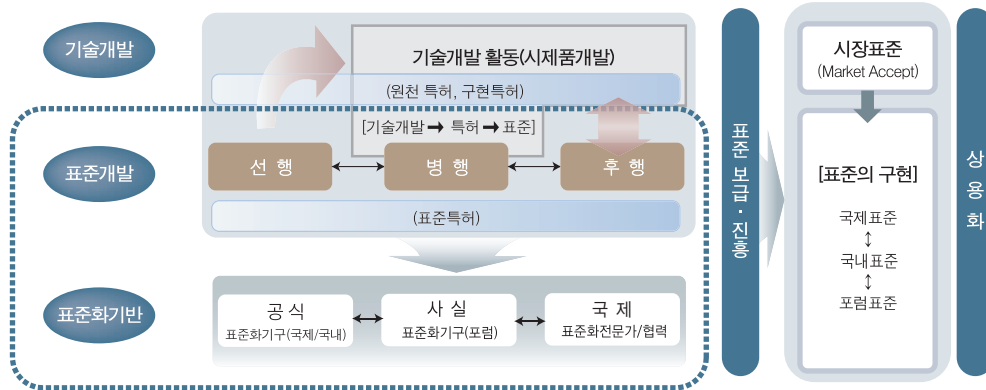 기술개발
기술개발 활동(시제품개발)
(원천 특허, 구현특허)
[기술개발➡ 특허 ➡표준]
표준개발
선 행
병 행
후 행
(표준특허)
표준화기반
공 식
표준화기구(국제/국내)
사 실
표준화기구(포럼)
국 제
표준화전문가/협력
표준 보급·진흥
시장표준
(Market Accept)
[표준의 구현]
국제표준
↕
국내표준
↕
포럼표준
상용화